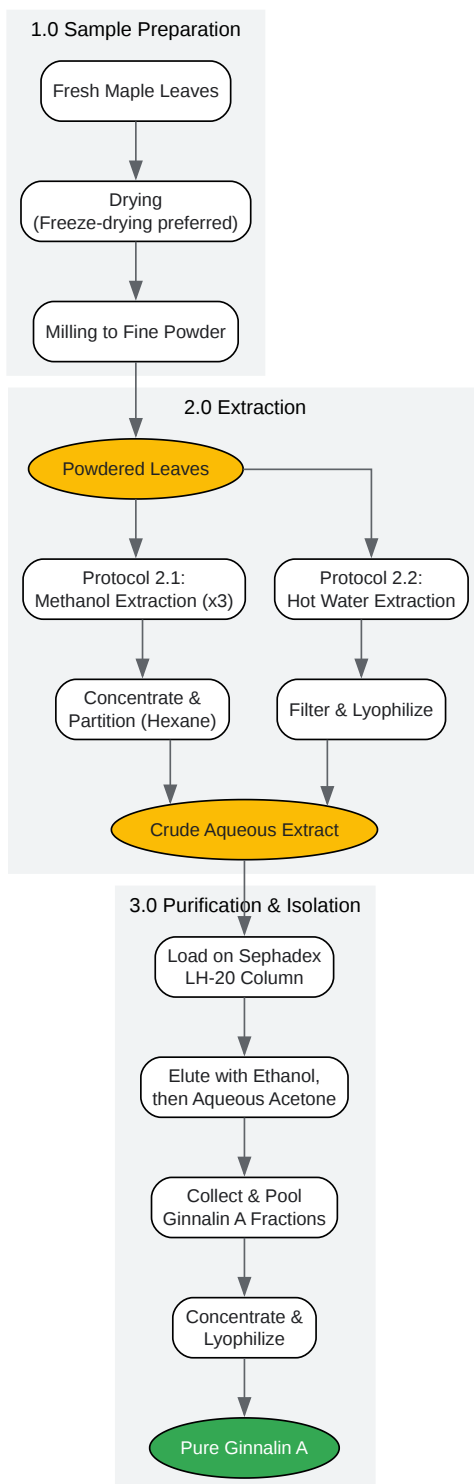 1.0 Sample Preparation
Fresh Maple Leaves
Drying
(Freeze-drying preferred)
Milling to Fine Powder
2.0 Extraction
Powdered Leaves
Protocol 2.1:
Methanol Extraction (x3)
Protocol 2.2:
Hot Water Extraction
Concentrate &
Partition (Hexane)
Filter & Lyophilize
Crude Aqueous Extract
3.0 Purification & Isolation
Load on Sephadex
LH-20 Column
Elute with Ethanol,
then Aqueous Acetone
Collect & Pool
Ginnalin A Fractions
Concentrate &
Lyophilize
Pure Ginnalin A